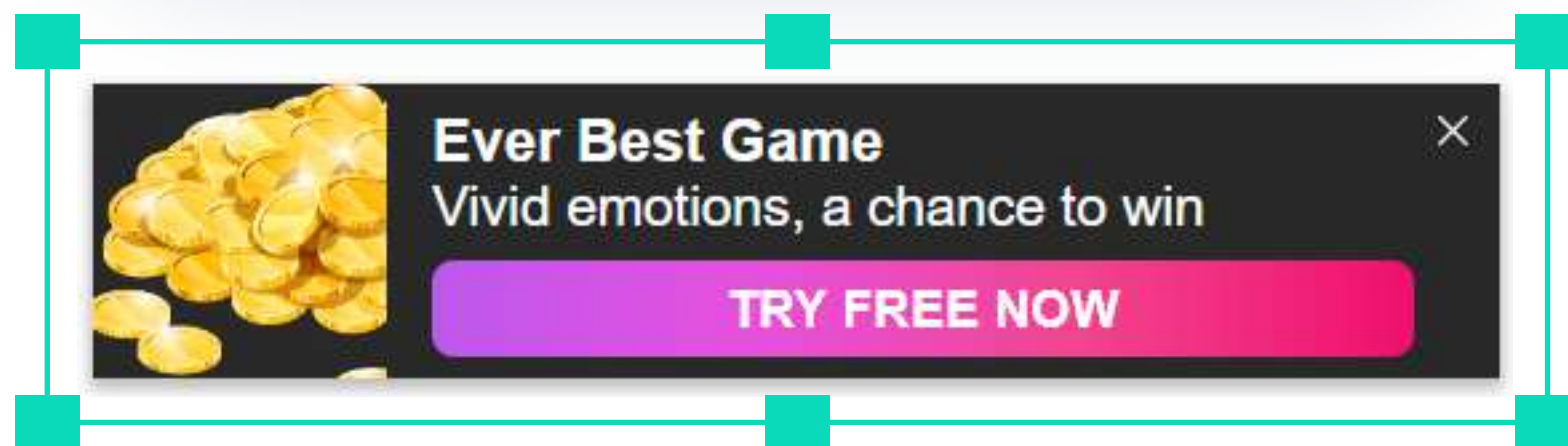 Ever Best Game
Vivid emotions, a chance to win
TRY FREE NOW